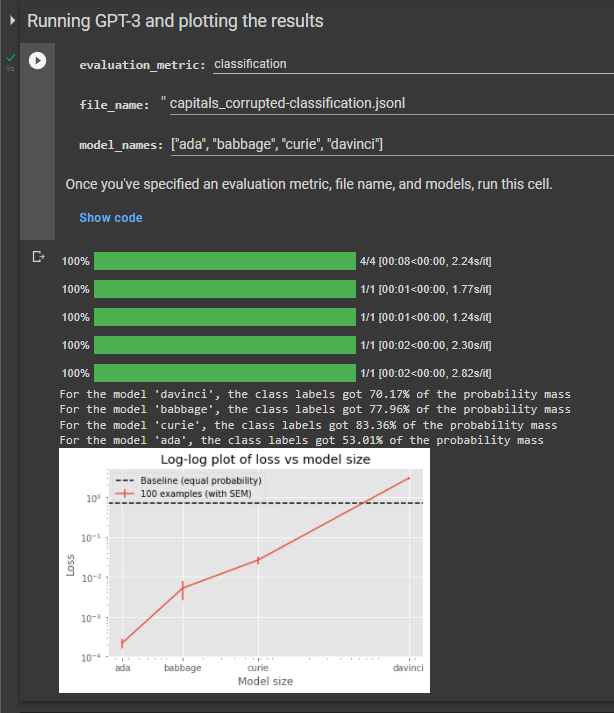 Running GPT-3 and plotting the results
9s
evaluation_metric: classification
file_name: " capitals_corrupted-classification.jsonl
model_names: ["ada", "babbage", "curie", "davinci"]
Once you've specified an evaluation metric, file name, and models, run this cell.
Show code
100% 4/4 [00:08<00:00, 2.24s/it]
100% 1/1 [00:01<00:00, 1.77s/it]
100% 1/1 [00:01<00:00, 1.24s/it]
100% 1/1 [00:02<00:00, 2.30s/it]
100% 1/1 [00:02<00:00, 2.82s/it]
For the model 'davinci', the class labels got 70.17% of the probability mass
For the model 'babbage', the class labels got 77.96% of the probability mass
For the model 'curie', the class labels got 83.36% of the probability mass
For the model 'ada', the class labels got 53.01% of the probability mass
Log-log plot of loss vs model size
Baseline (equal probability)
100 examples (with SEM)
Loss
10⁰
10⁻¹
10⁻²
10⁻³
10⁻⁴
ada babbage curie davinci
Model size